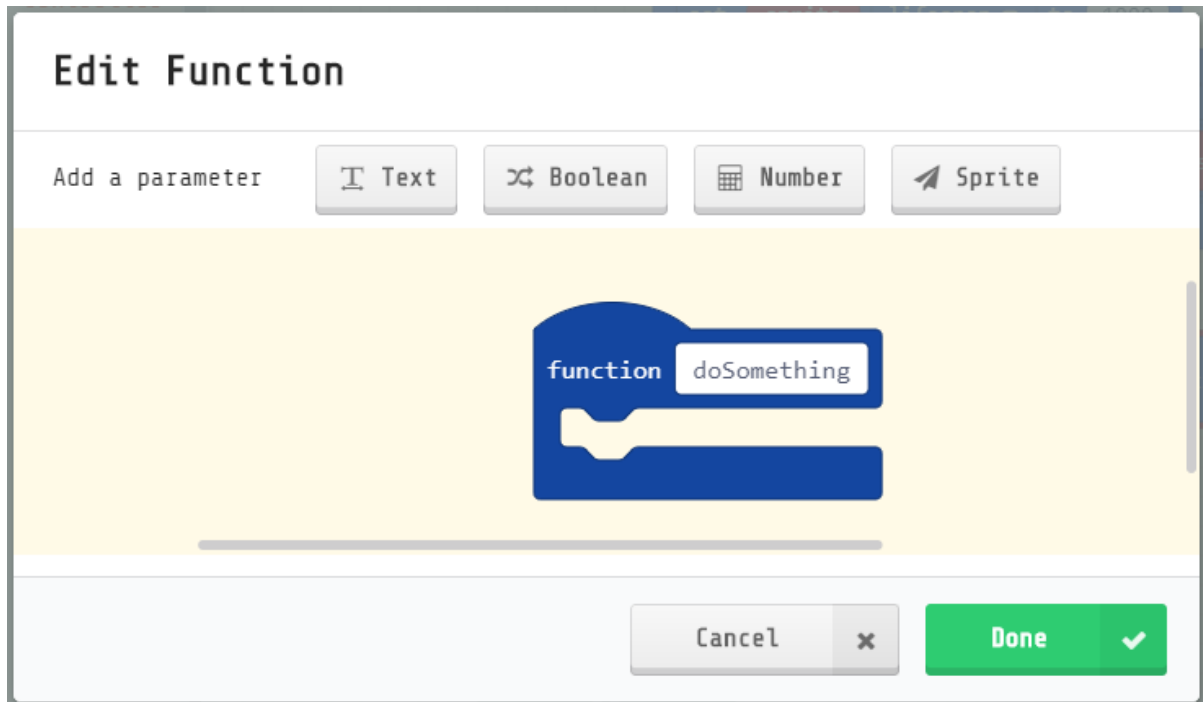 Edit Function
Add a parameter Text Boolean Number Sprite
function doSomething
Cancel Done